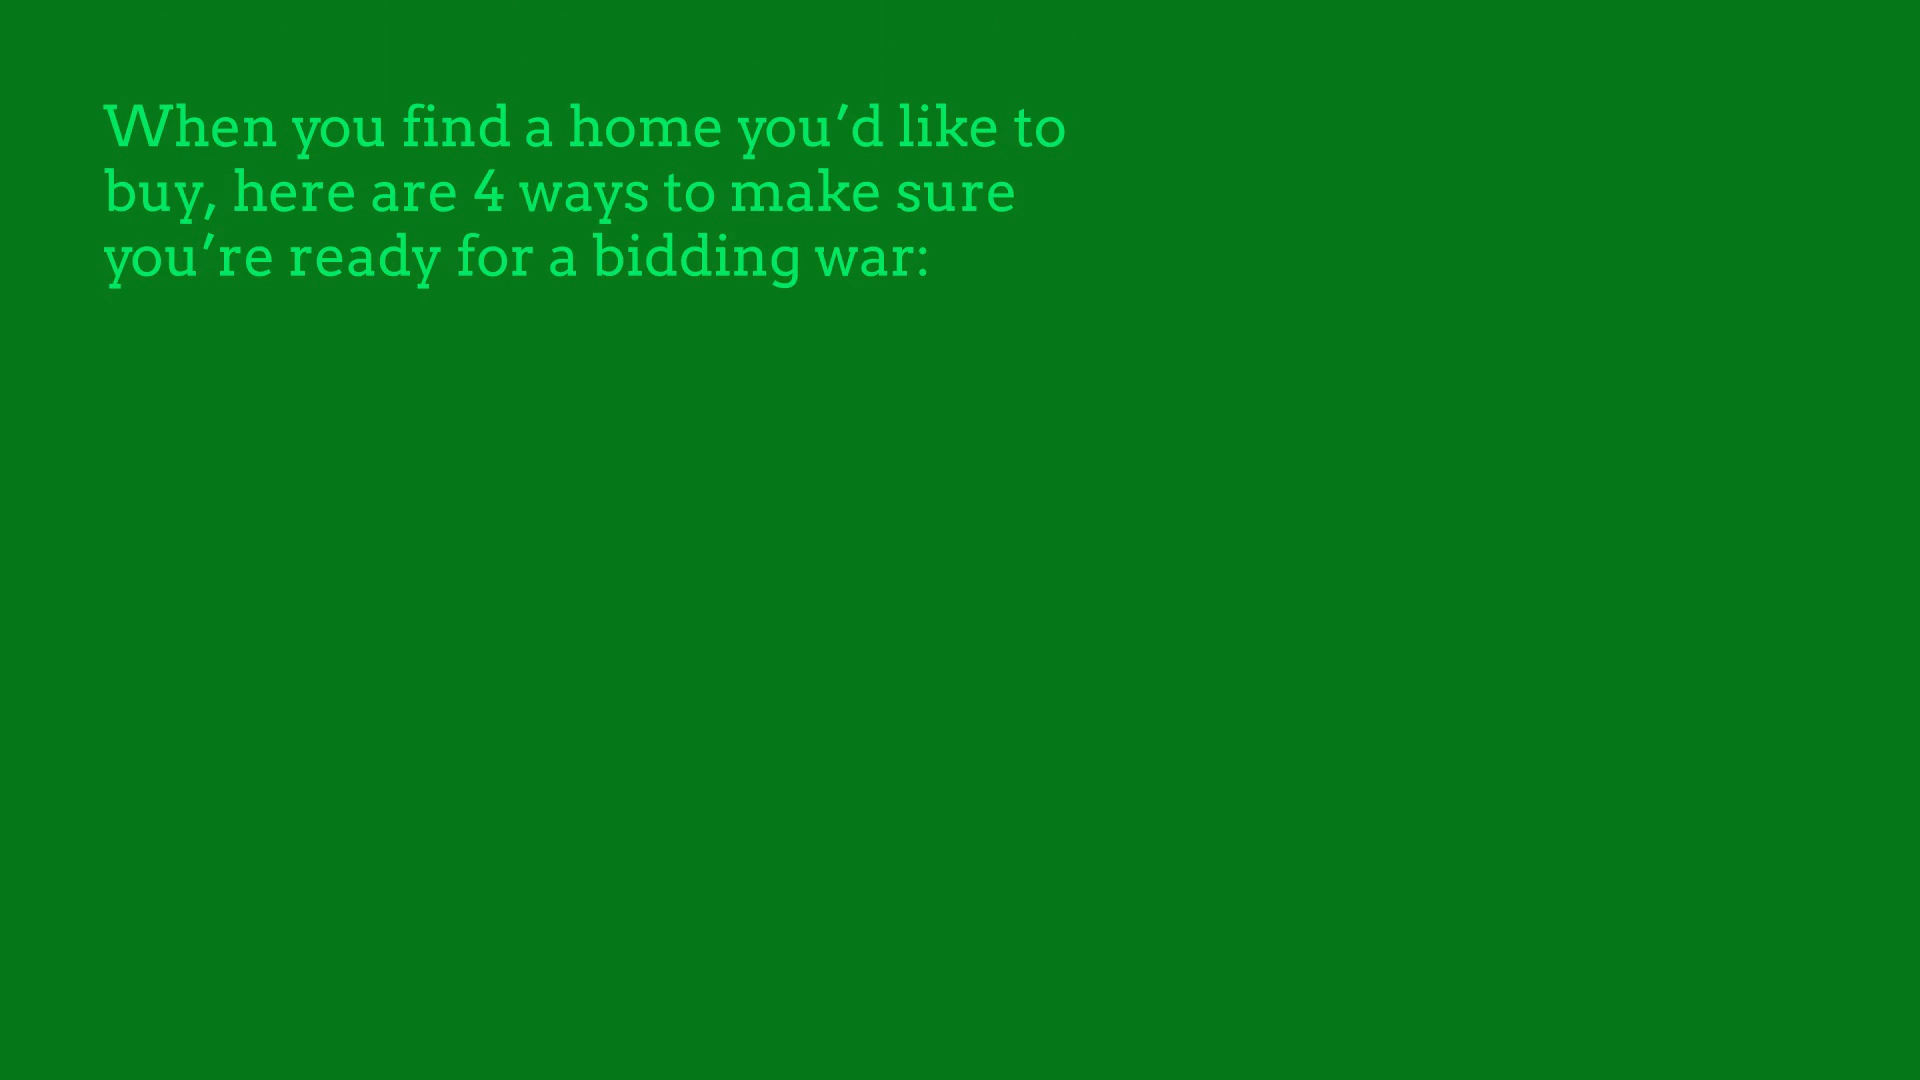 When you find a home you’d like to
buy, here are 4 ways to make sure
you’re ready for a bidding war: